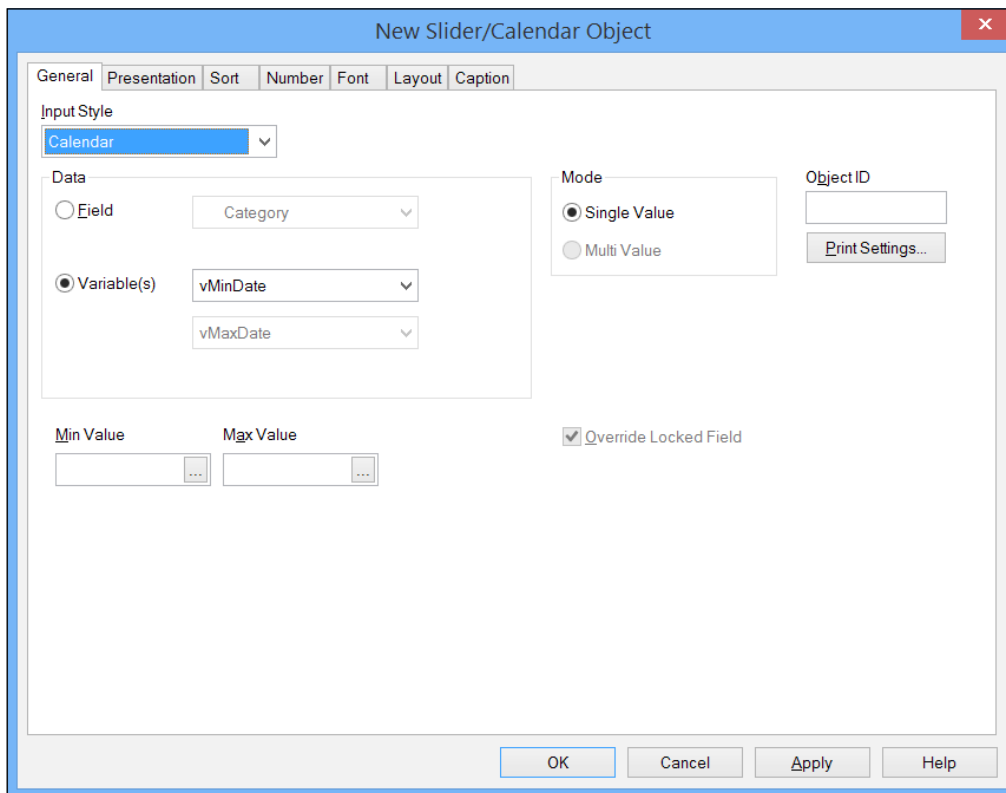 New Slider/Calendar Object
General Presentation Sort Number Font Layout Caption
Input Style
Calendar
Data Mode Object ID
Field Category Single Value
Multi Value Print Settings...
Variable(s) vMinDate
vMaxDate
Min Value Max Value Override Locked Field
... ...
OK Cancel Apply Help